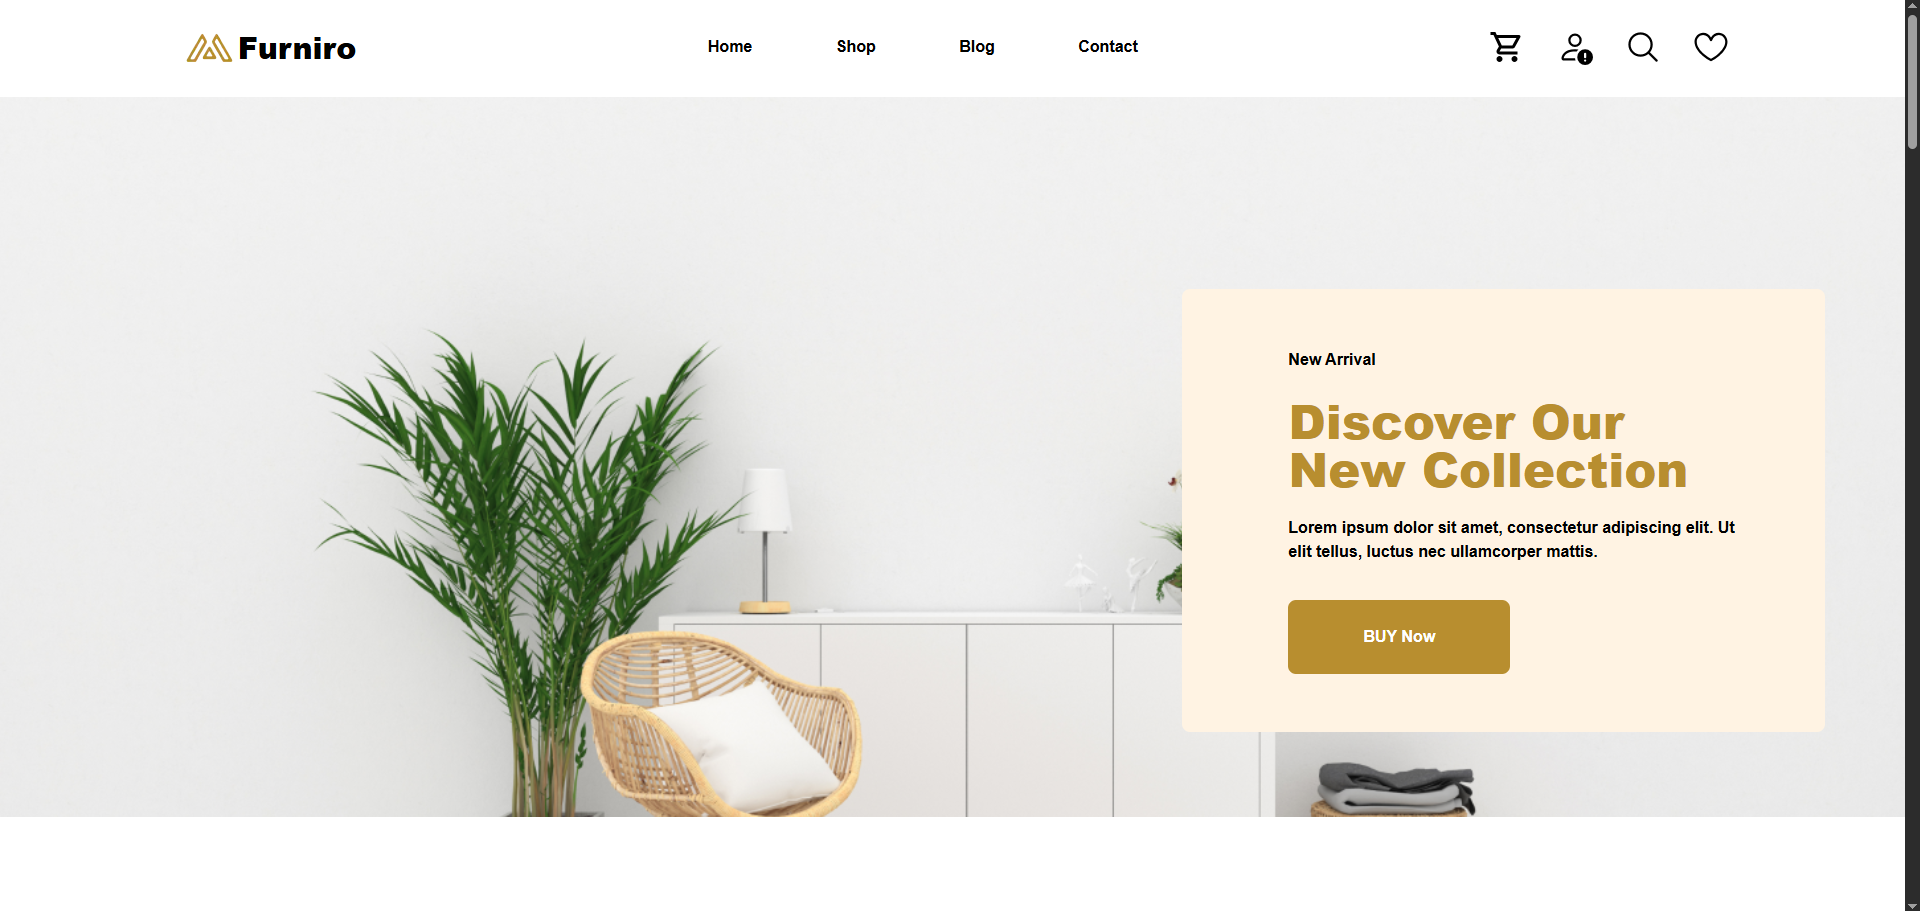 Furniro
Home
Shop
Blog
Contact
New Arrival
Discover Our
New Collection
Lorem ipsum dolor sit amet, consectetur adipiscing elit. Ut
elit tellus, luctus nec ullamcorper mattis.
BUY Now